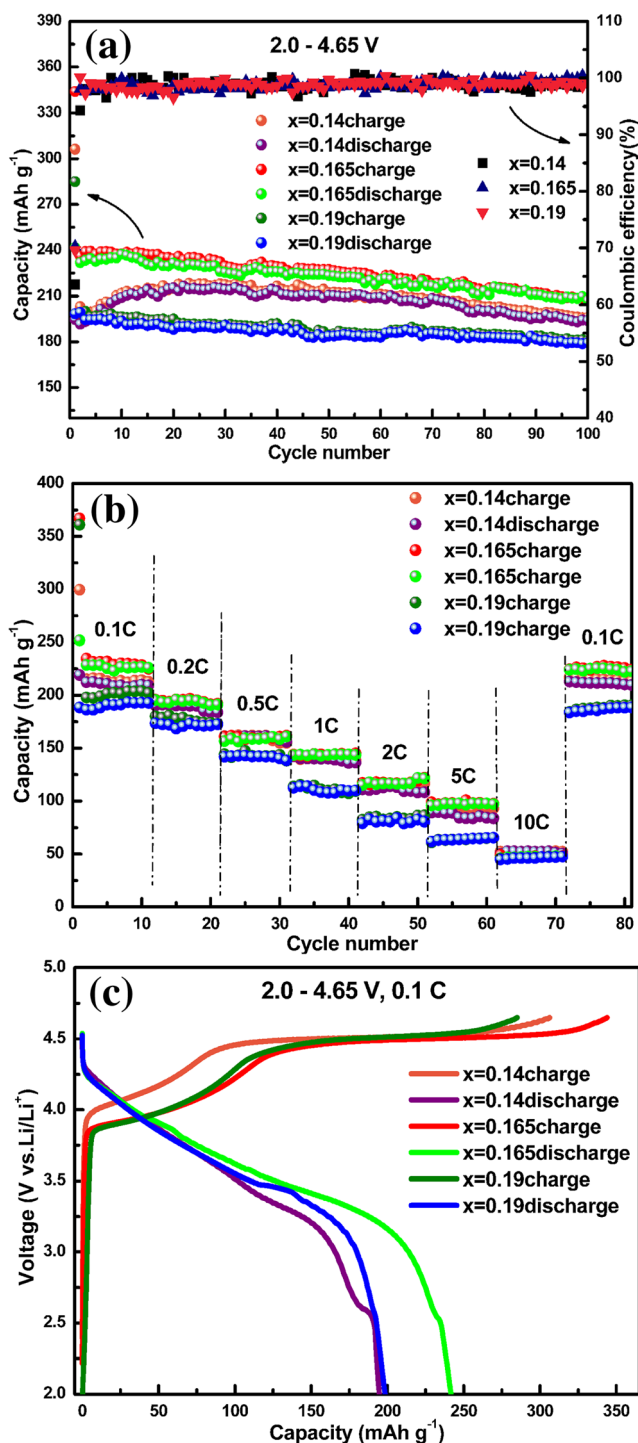 (a)
2.0 - 4.65 V
390
360
330
300
270
240
210
180
150
Capacity (mAh g-1)
110
100
90
80
70
60
50
40
Coulombic efficiency(%)
x=0.14charge
x=0.14discharge
x=0.165charge
x=0.165discharge
x=0.19charge
x=0.19discharge
x=0.14
x=0.165
x=0.19
0 10 20 30 40 50 60 70 80 90 100
Cycle number
(b)
400
350
300
250
200
150
100
50
0
Capacity (mAh g-1)
x=0.14charge
x=0.14discharge
x=0.165charge
x=0.165charge
x=0.19charge
x=0.19charge
0.1C
0.2C
0.5C
1C
2C
5C
10C
0.1C
0 10 20 30 40 50 60 70 80
Cycle number
(c)
2.0 - 4.65 V, 0.1 C
5.0
4.5
4.0
3.5
3.0
2.5
2.0
Voltage (V vs.Li/Li+)
x=0.14charge
x=0.14discharge
x=0.165charge
x=0.165discharge
x=0.19charge
x=0.19discharge
0 50 100 150 200 250 300 350
Capacity (mAh g-1)